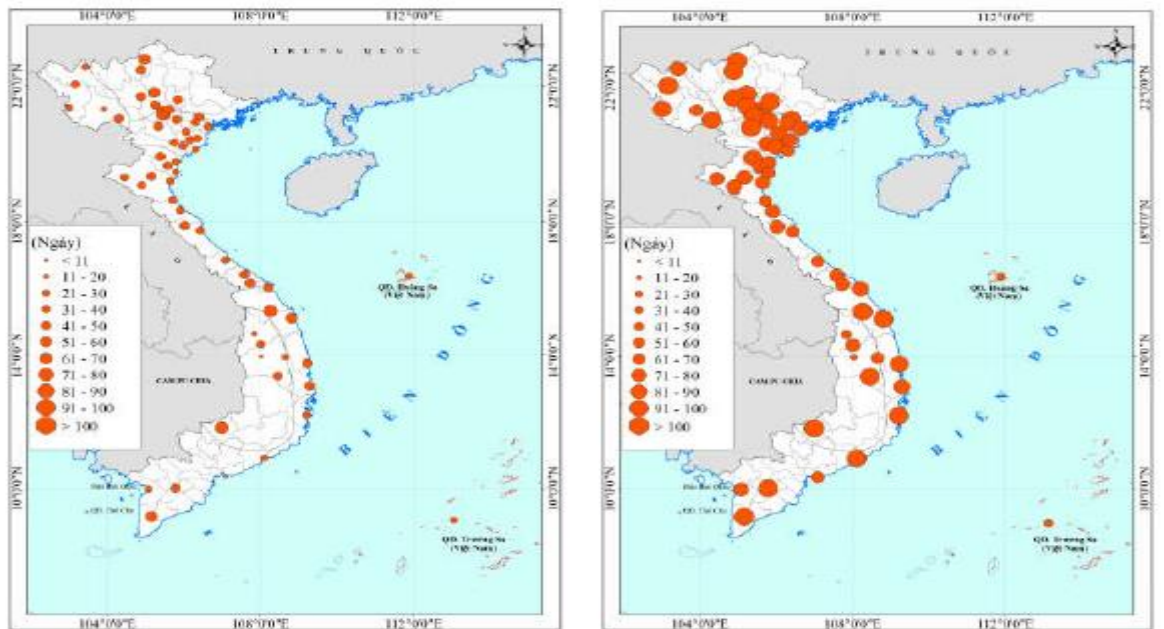 104°0'0"E 108°0'0"E 112°0'0"E
TRUNG QUỐC
22°0'0"N
18°0'0"N
14°0'0"N
10°0'0"N
(Ngày)
< 11
11 - 20
21 - 30
31 - 40
41 - 50
51 - 60
61 - 70
71 - 80
81 - 90
91 - 100
> 100
QĐ. Hoàng Sa
(Việt Nam)
BIỂN ĐÔNG
CAMPUCHIA
QĐ. Trường Sa
(Việt Nam)
104°0'0"E 108°0'0"E 112°0'0"E
104°0'0"E 108°0'0"E 112°0'0"E
TRUNG QUỐC
22°0'0"N
18°0'0"N
14°0'0"N
10°0'0"N
(Ngày)
< 11
11 - 20
21 - 30
31 - 40
41 - 50
51 - 60
61 - 70
71 - 80
81 - 90
91 - 100
> 100
QĐ. Hoàng Sa
(Việt Nam)
BIỂN ĐÔNG
CAMPUCHIA
QĐ. Trường Sa
(Việt Nam)
104°0'0"E 108°0'0"E 112°0'0"E